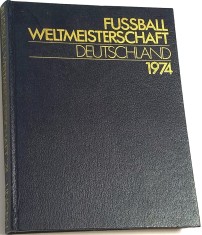 FUSSBALL
WELTMEISTERSCHAFT
DEUTSCHLAND
1974